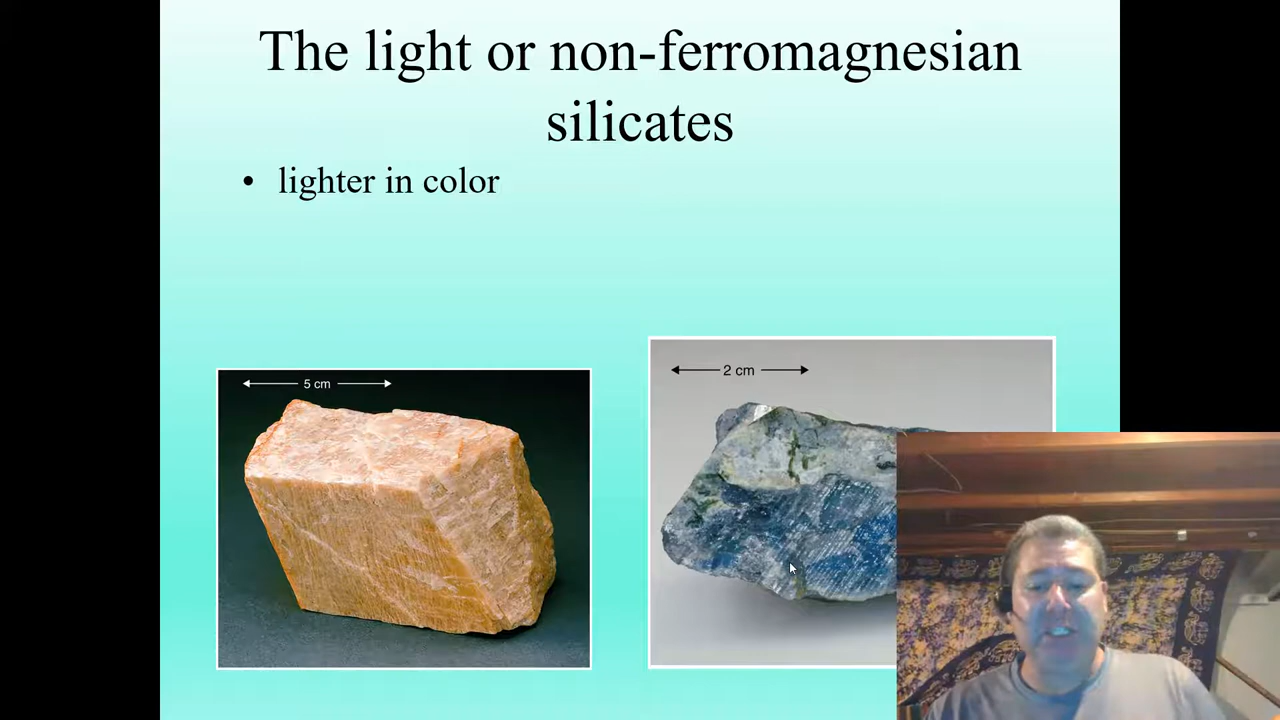 The light or non-ferromagnesian
silicates
• lighter in color
5 cm
2 cm